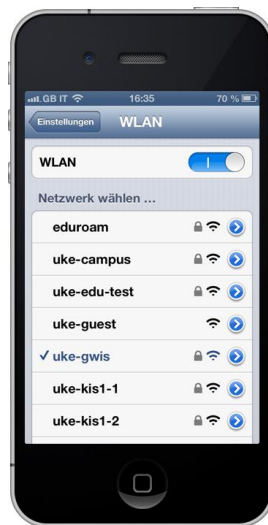 .GB IT 16:35 70 %
Einstellungen WLAN
WLAN
Netzwerk wählen ...
eduroam
uke-campus
uke-edu-test
uke-guest
✓ uke-gwis
uke-kis1-1
uke-kis1-2